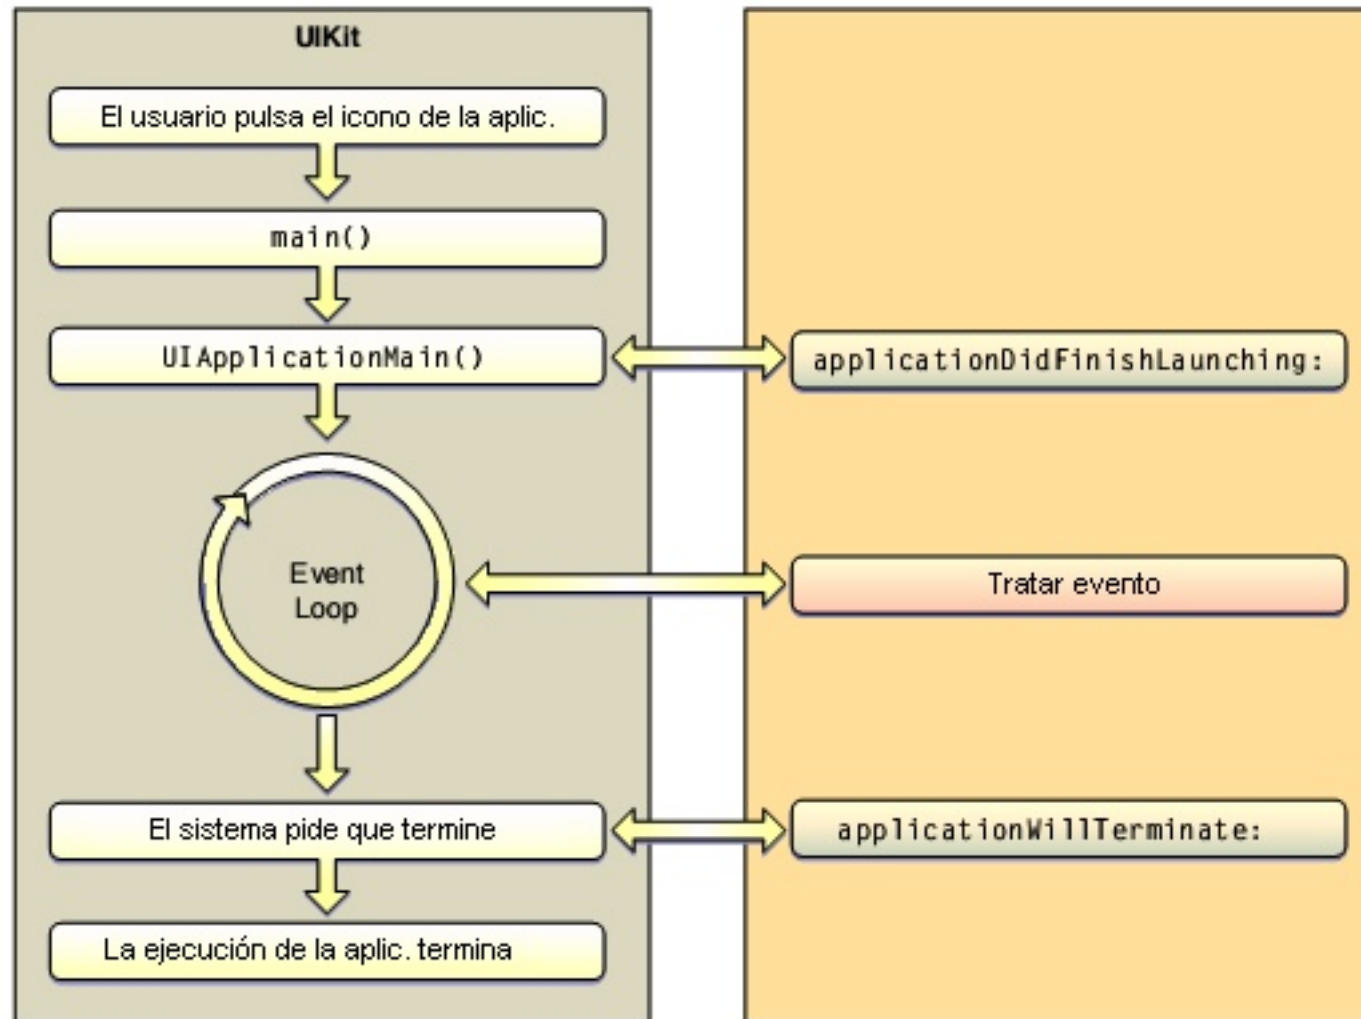 UIKit
El usuario pulsa el icono de la aplic.
main()
UIApplicationMain()
applicationDidFinishLaunching:
Event
Loop
Tratar evento
El sistema pide que termine
applicationWillTerminate:
La ejecución de la aplic. termina